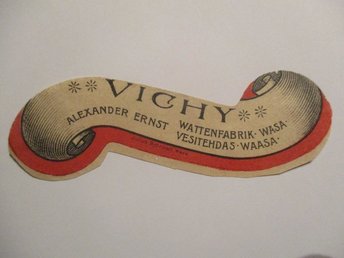 VICHY
ALEXANDER ERNST WATTENFABRIK · WASA ·
VESITEHDAS · WAASA ·